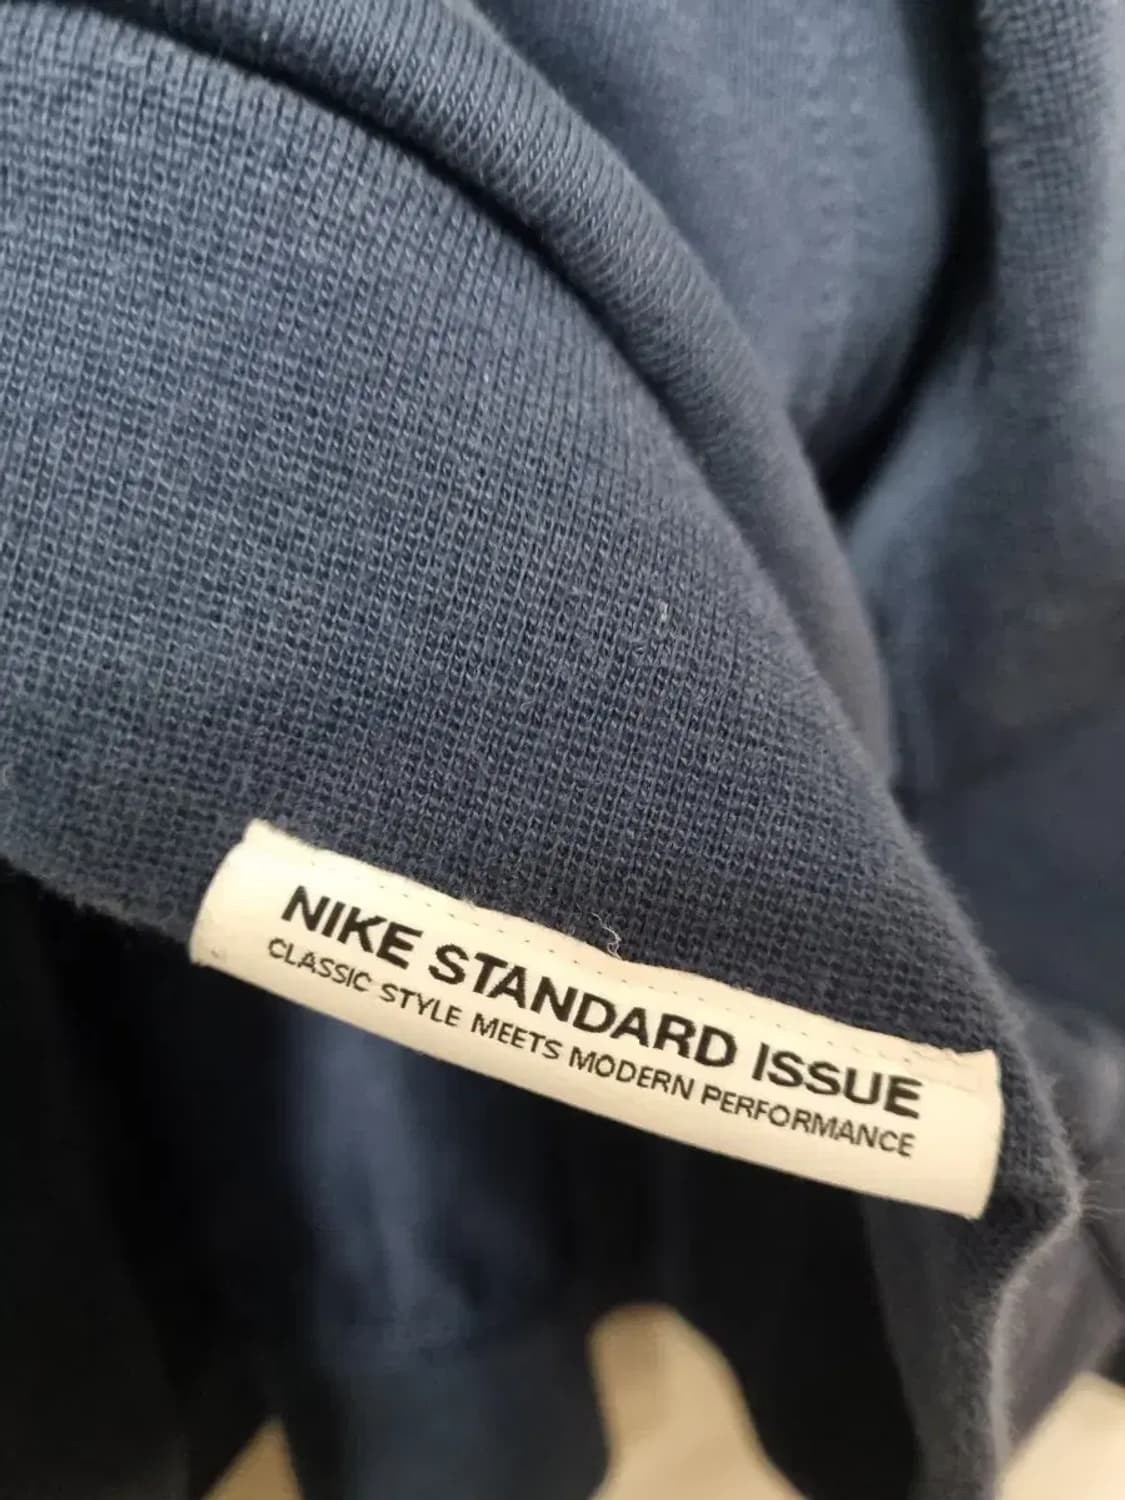 NIKE STANDARD ISSUE
CLASSIC STYLE MEETS MODERN PERFORMANCE